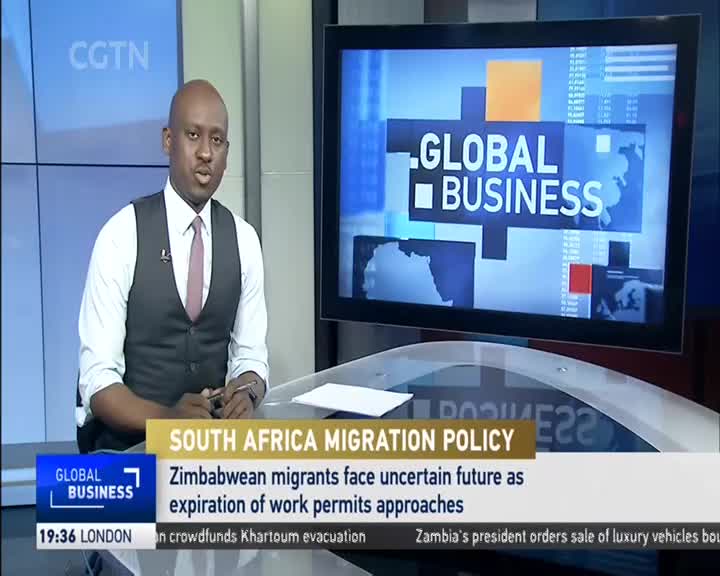 CGTN
GLOBAL
BUSINESS
SOUTH AFRICA MIGRATION POLICY
Zimbabwean migrants face uncertain future as
expiration of work permits approaches
GLOBAL
BUSINESS
19:36 LONDON
an crowdfunds Khartoum evacuation
Zambia's president orders sale of luxury vehicles bou